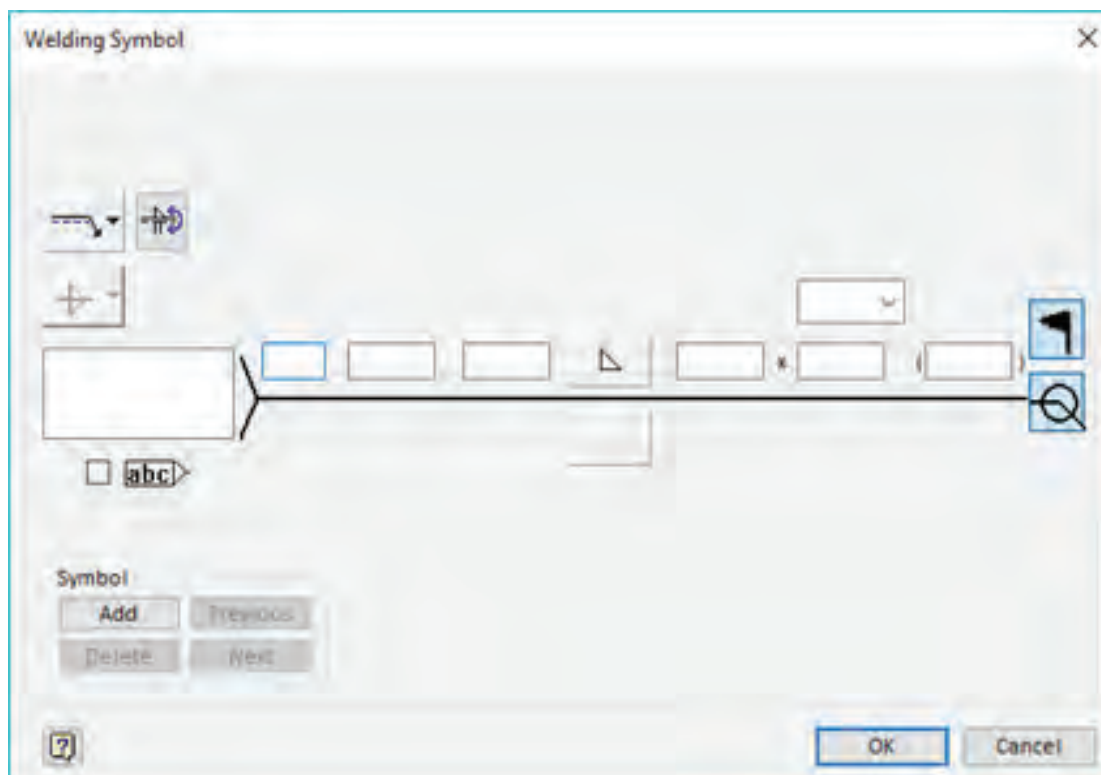 Welding Symbol
abc
Symbol
Add Previous
Delete Next
OK Cancel